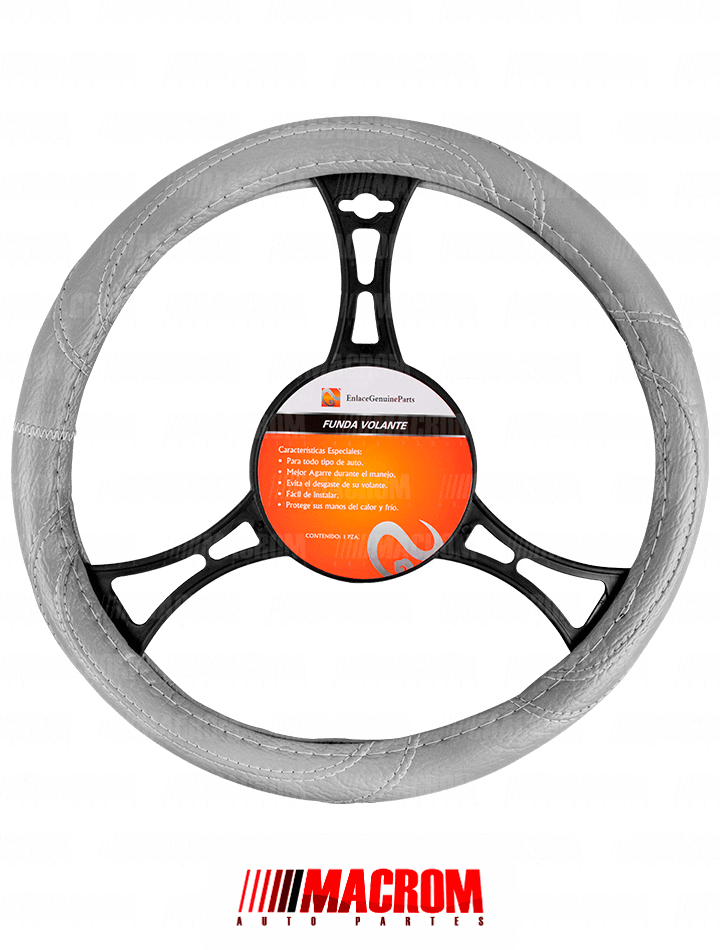 EnlaceGenuineParts
FUNDA VOLANTE
Características Especiales:
• Para todo tipo de auto.
• Mejor Agarre durante el manejo.
• Evita el desgaste de su volante.
• Fácil de instalar.
• Protege sus manos del calor y frío.
CONTENIDO: 1 PZA.
MACROM
AUTO PARTES